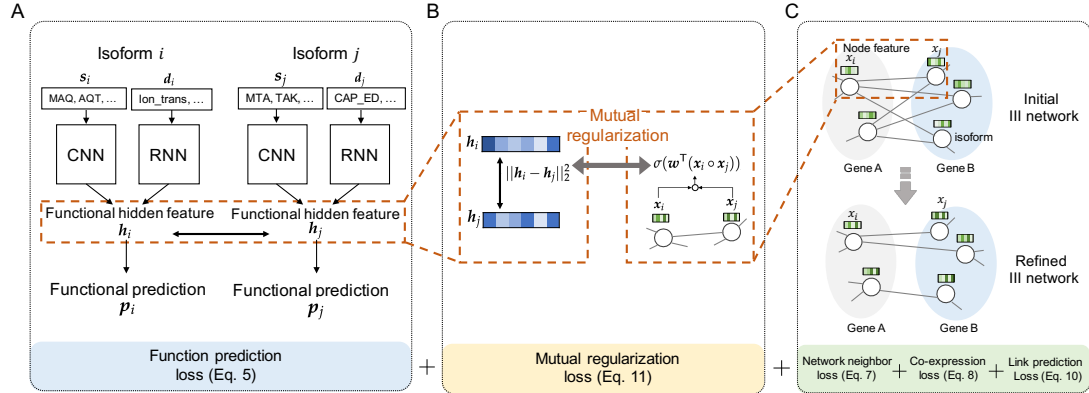 A
Isoform i
Isoform j
s_i
d_i
s_j
d_j
MAQ, AQT, ...
Ion_trans, ...
MTA, TAK, ...
CAP_ED, ...
CNN
RNN
CNN
RNN
Functional hidden feature
h_i
Functional hidden feature
h_j
Functional prediction
p_i
Functional prediction
p_j
Function prediction
loss (Eq. 5)
+
B
Mutual
regularization
h_i
||h_i − h_j||_2^2
h_j
σ(w^T(x_i ∘ x_j))
x_i
x_j
Mutual regularization
loss (Eq. 11)
+
C
Node feature
x_i
x_j
isoform
Gene A
Gene B
Initial
III network
x_i
x_j
Gene A
Gene B
Refined
III network
Network neighbor
loss (Eq. 7)
+
Co-expression
loss (Eq. 8)
+
Link prediction
Loss (Eq. 10)